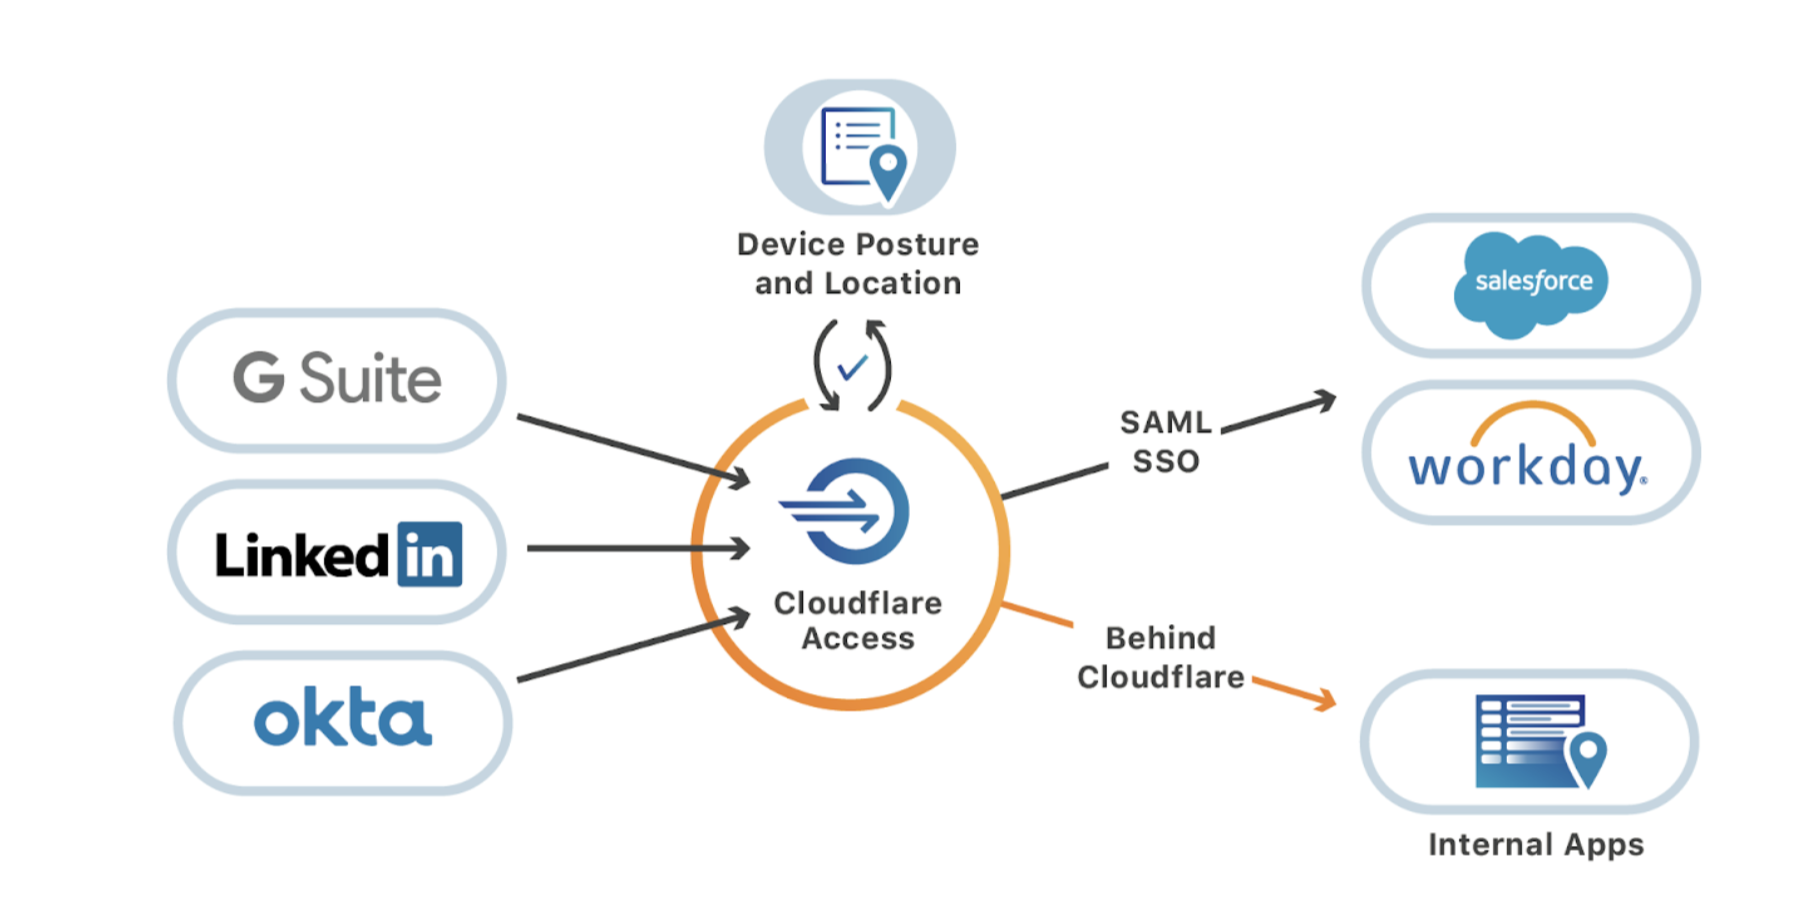 Device Posture
and Location
G Suite
Linked in
okta
Cloudflare
Access
SAML
SSO
Behind
Cloudflare
salesforce
workday®
Internal Apps